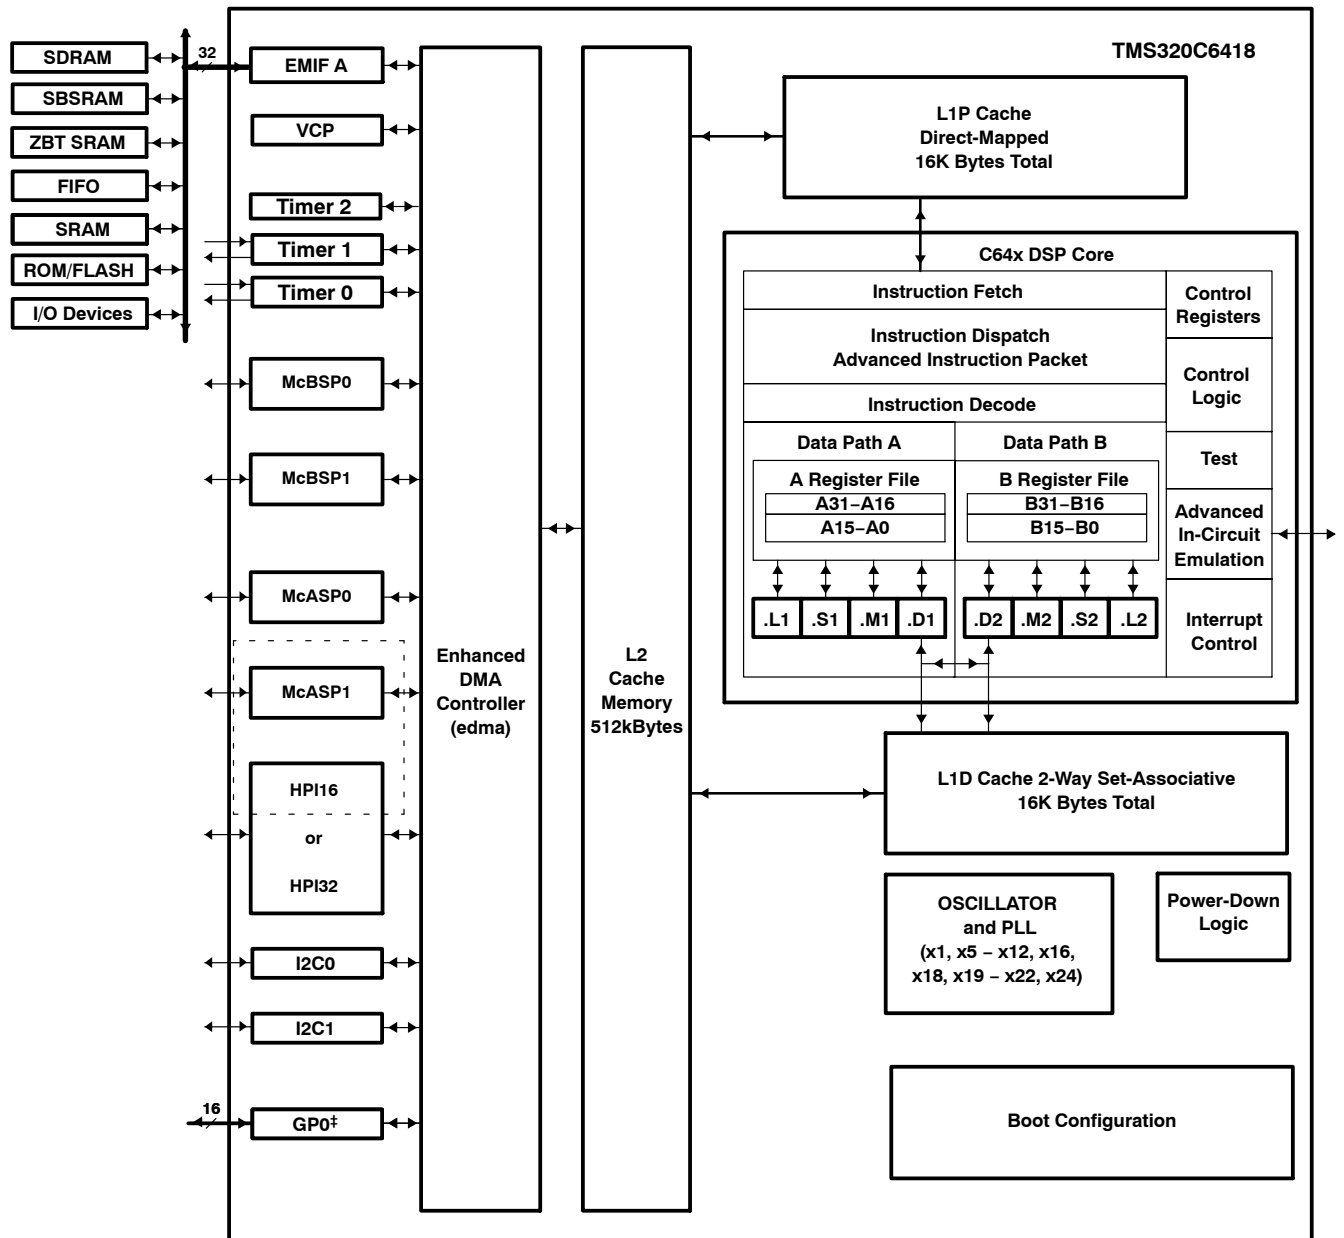 TMS320C6418
SDRAM
SBSRAM
ZBT SRAM
FIFO
SRAM
ROM/FLASH
I/O Devices
32
EMIF A
VCP
Timer 2
Timer 1
Timer 0
McBSP0
McBSP1
McASP0
McASP1
HPI16
or
HPI32
I2C0
I2C1
16
GP0‡
Enhanced
DMA
Controller
(edma)
L2
Cache
Memory
512kBytes
L1P Cache
Direct-Mapped
16K Bytes Total
C64x DSP Core
Instruction Fetch
Instruction Dispatch
Advanced Instruction Packet
Instruction Decode
Data Path A
Data Path B
A Register File
A31−A16
A15−A0
B Register File
B31−B16
B15−B0
.L1
.S1
.M1
.D1
.D2
.M2
.S2
.L2
Control
Registers
Control
Logic
Test
Advanced
In-Circuit
Emulation
Interrupt
Control
L1D Cache 2-Way Set-Associative
16K Bytes Total
OSCILLATOR
and PLL
(x1, x5 − x12, x16,
x18, x19 − x22, x24)
Power-Down
Logic
Boot Configuration